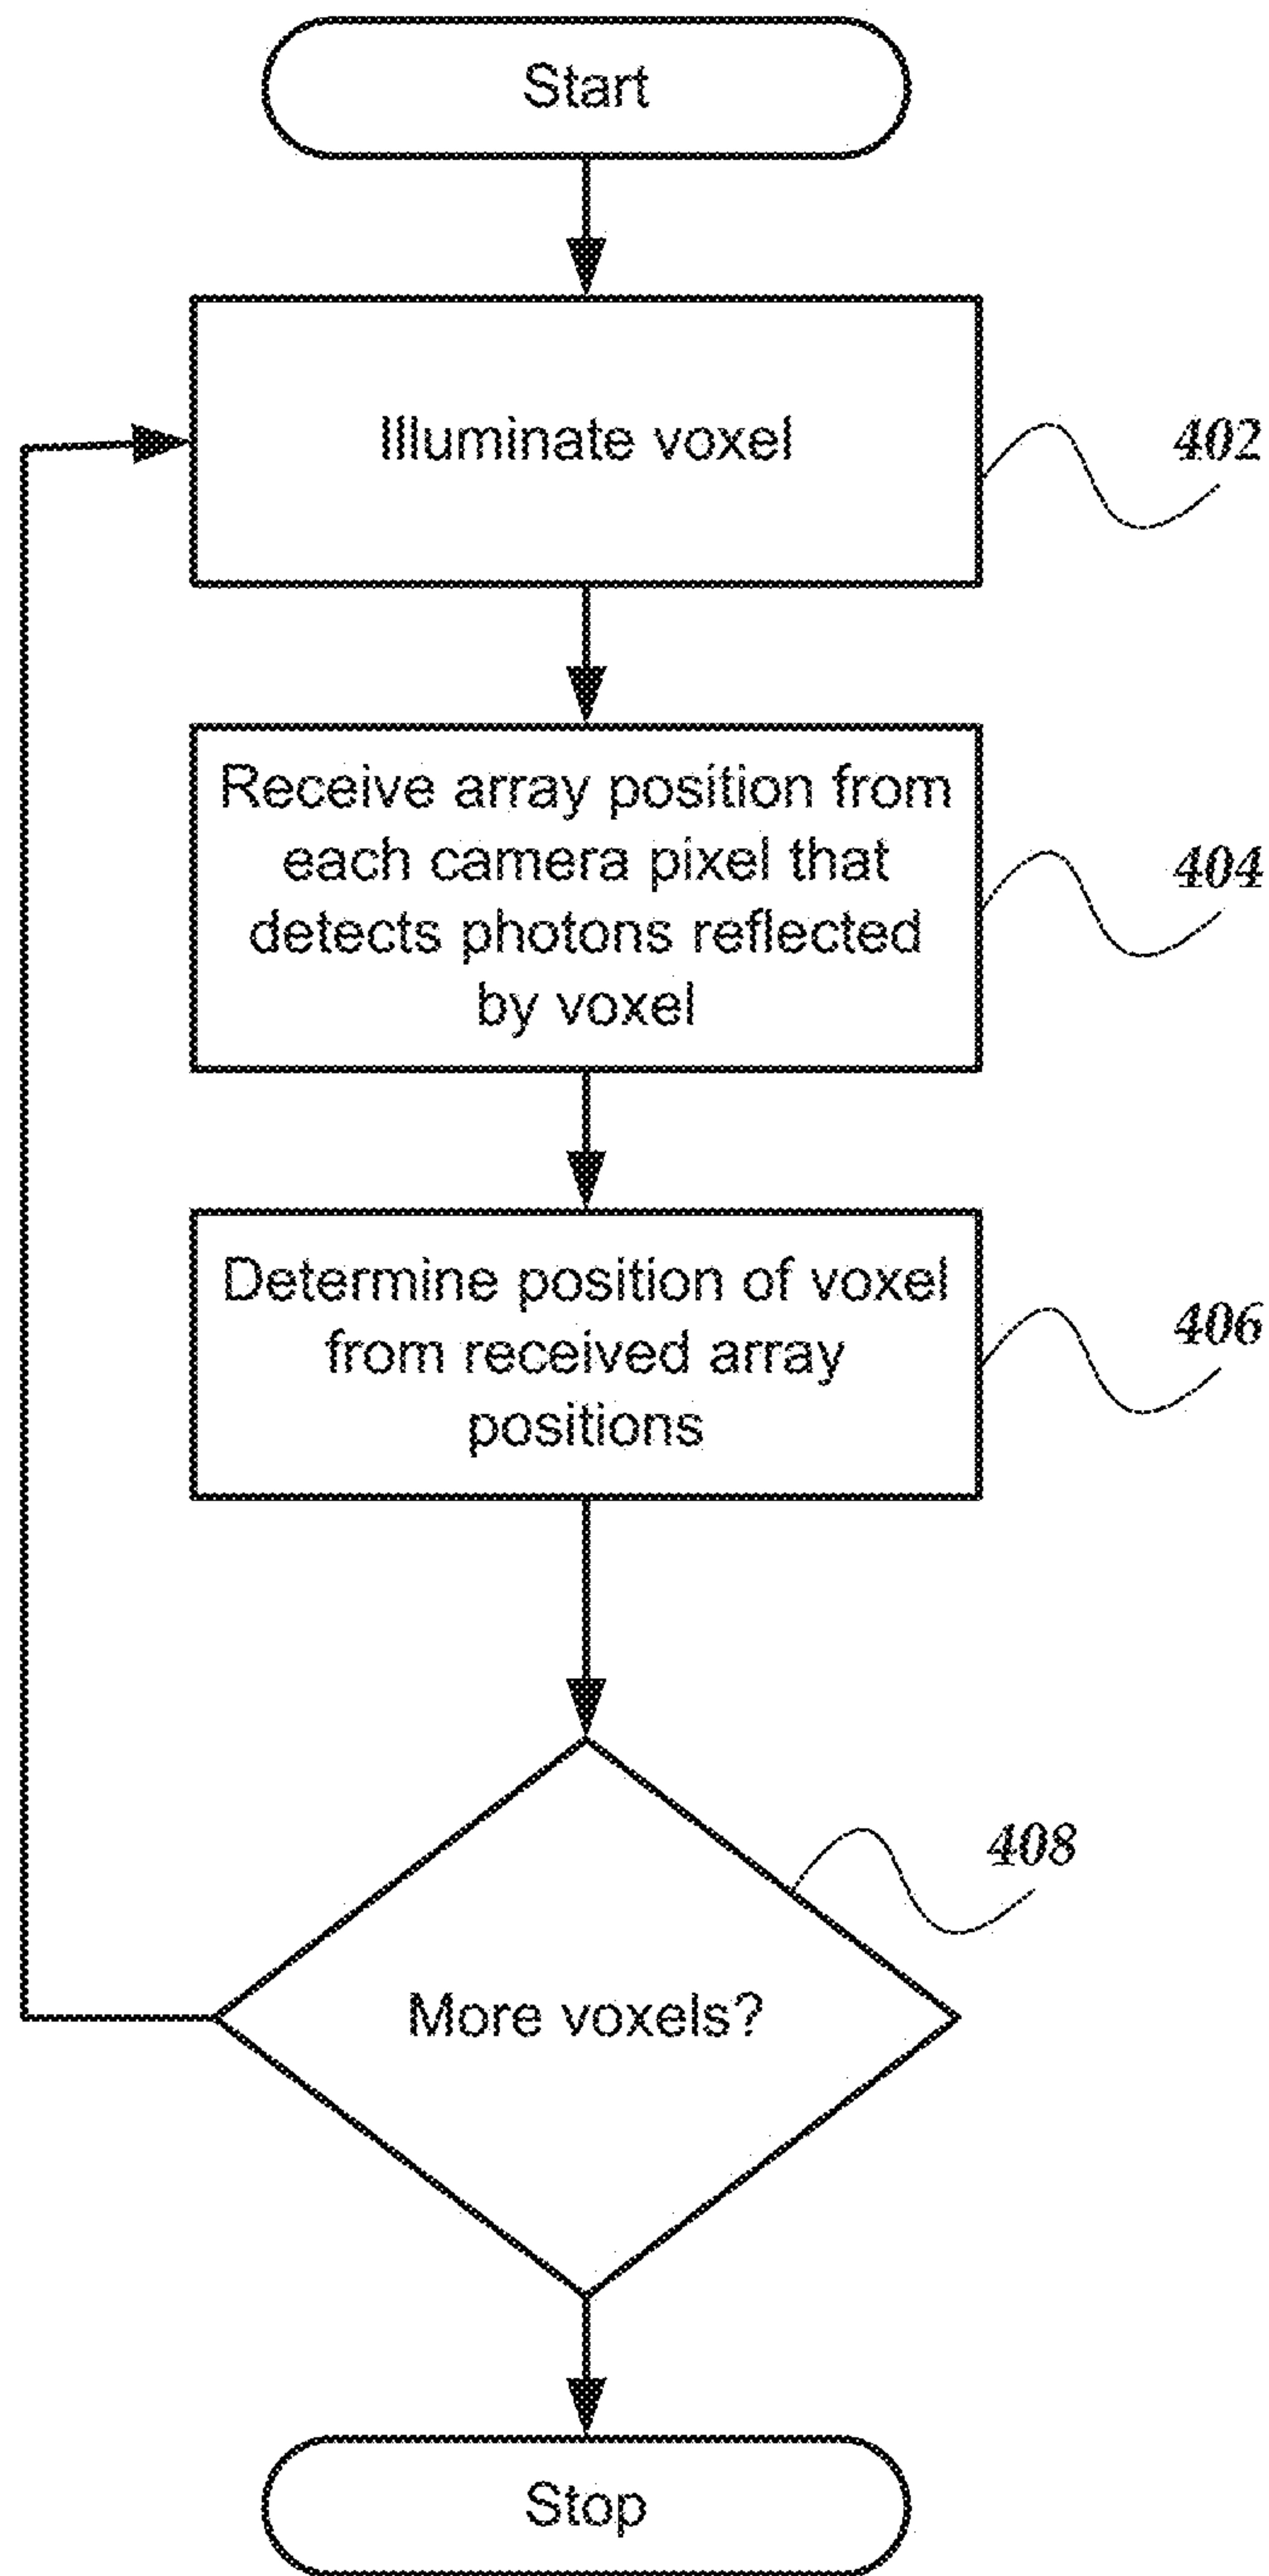 Start
Illuminate voxel
402
Receive array position from
each camera pixel that
detects photons reflected
by voxel
404
Determine position of voxel
from received array
positions
406
408
More voxels?
Stop